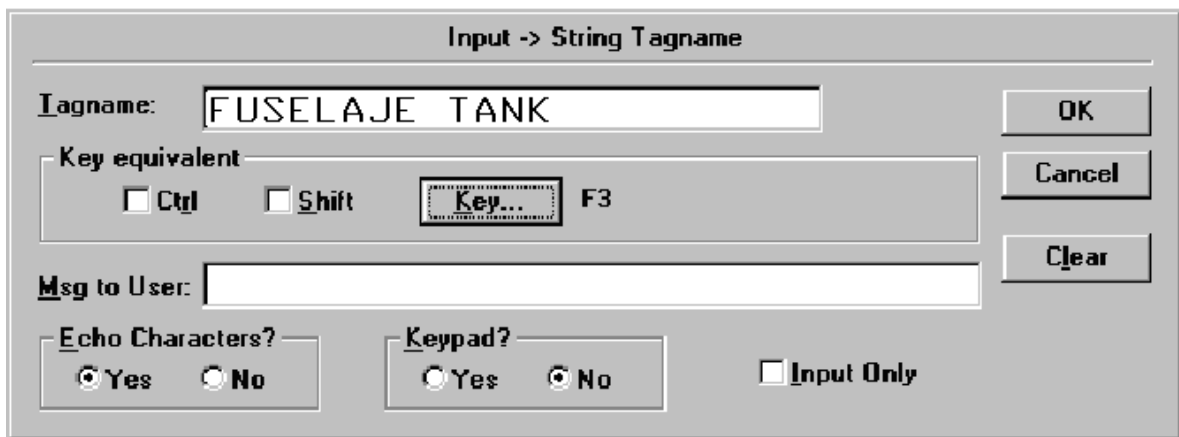 Input -> String Tagname
Tagname: FUSELAJE TANK
OK
Key equivalent
Ctrl Shift Key... F3
Cancel
Clear
Msg to User:
Echo Characters? Keypad?
Yes No Yes No Input Only